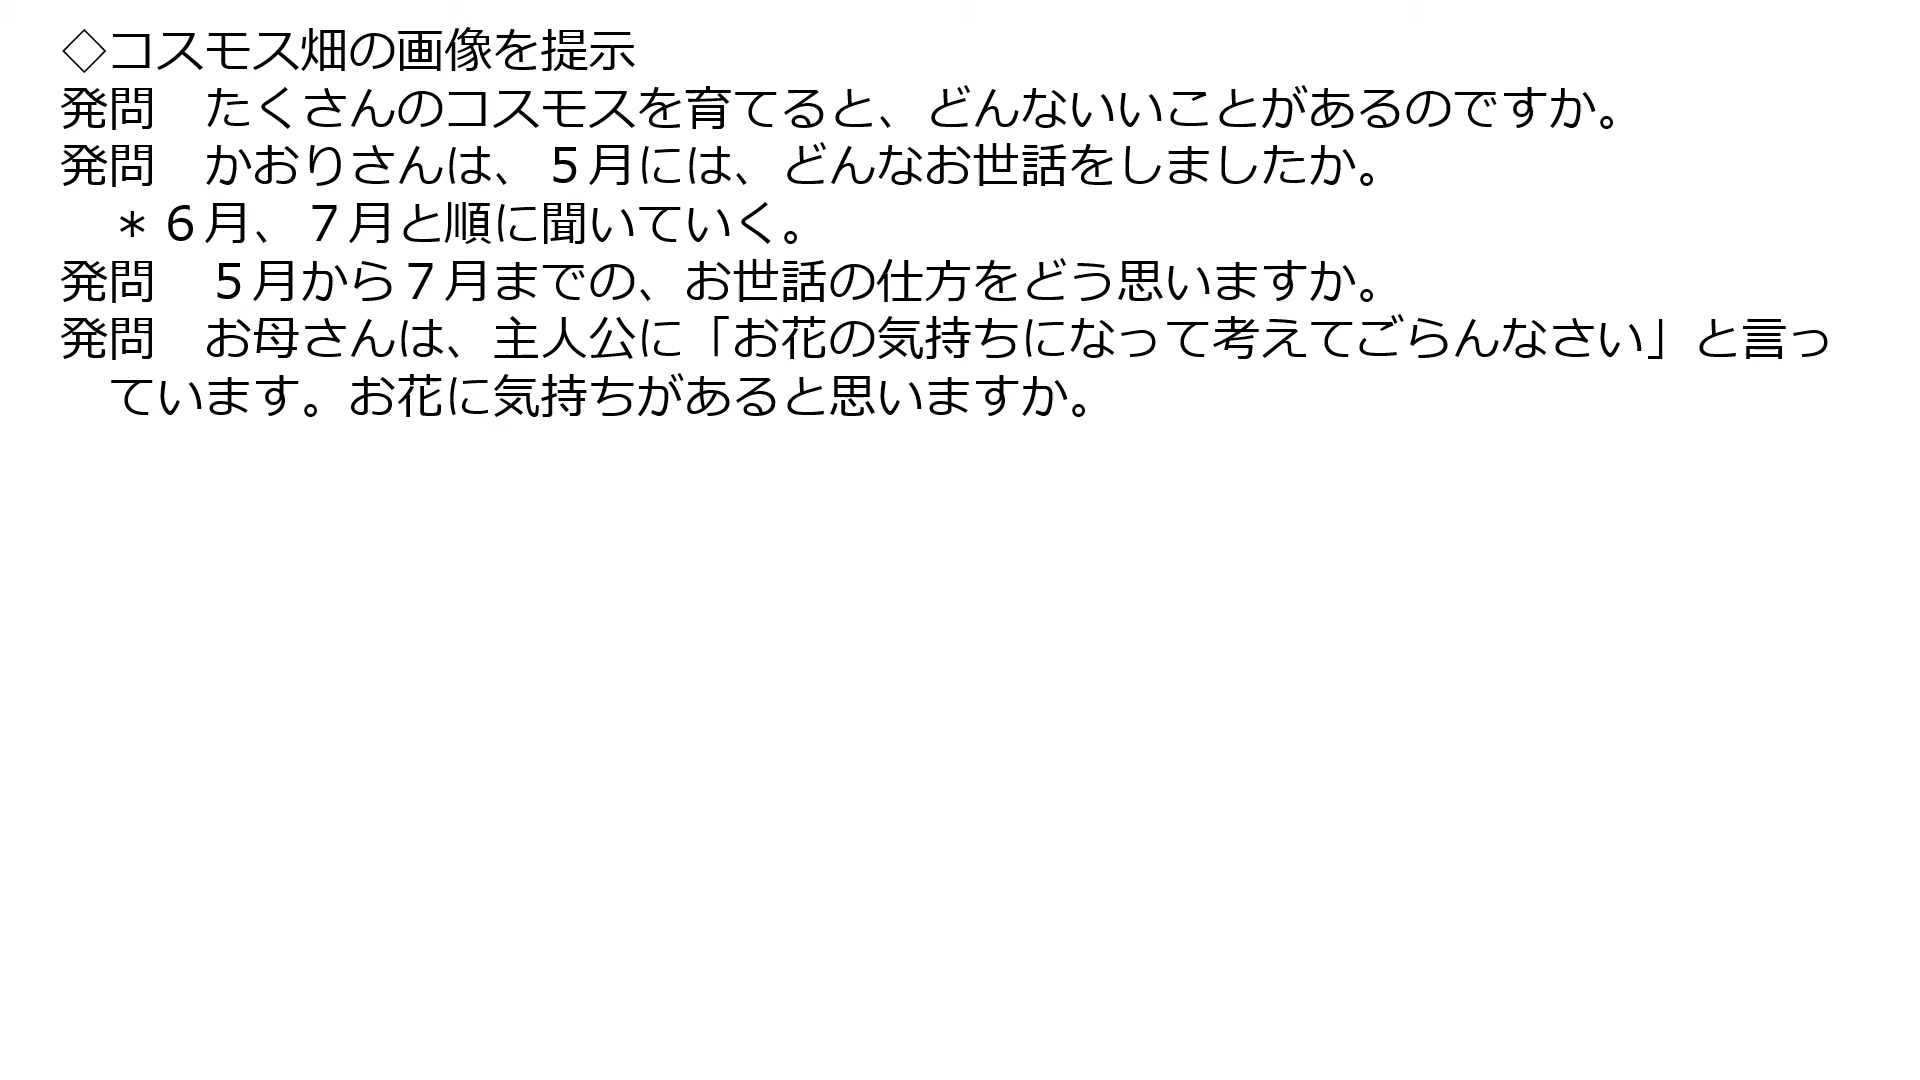 ◇コスモス畑の画像を提示
発問　たくさんのコスモスを育てると、どんないいことがあるのですか。
発問　かおりさんは、５月には、どんなお世話をしましたか。
　＊６月、７月と順に聞いていく。
発問　５月から７月までの、お世話の仕方をどう思いますか。
発問　お母さんは、主人公に「お花の気持ちになって考えてごらんなさい」と言っ
　ています。お花に気持ちがあると思いますか。